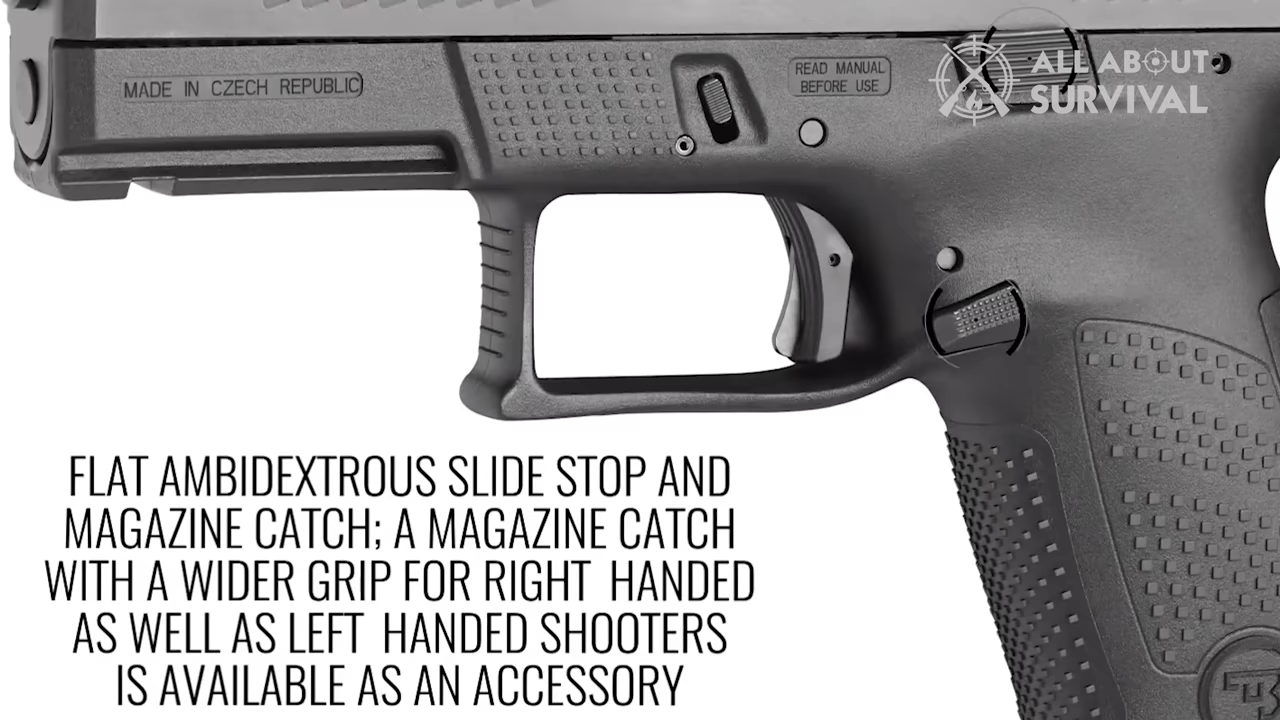 MADE IN CZECH REPUBLIC
READ MANUAL
BEFORE USE
ALL ABOUT
SURVIVAL
FLAT AMBIDEXTROUS SLIDE STOP AND
MAGAZINE CATCH; A MAGAZINE CATCH
WITH A WIDER GRIP FOR RIGHT HANDED
AS WELL AS LEFT HANDED SHOOTERS
IS AVAILABLE AS AN ACCESSORY